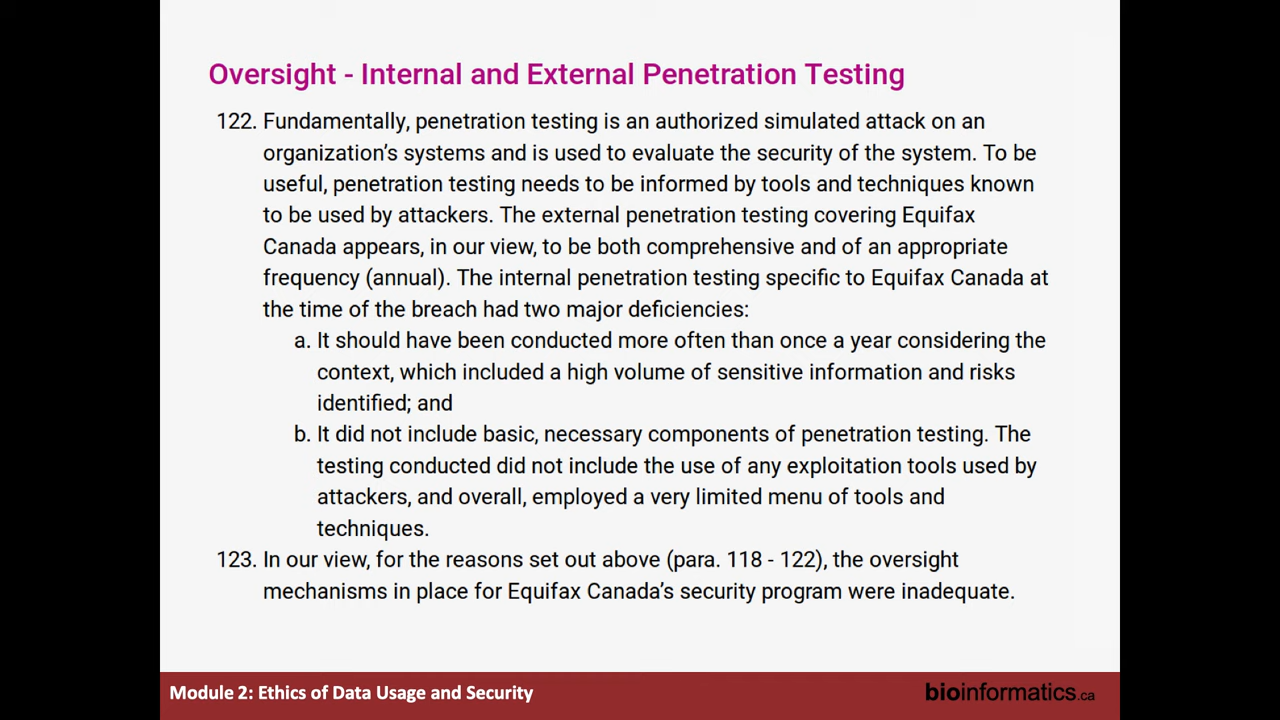 Oversight - Internal and External Penetration Testing
122. Fundamentally, penetration testing is an authorized simulated attack on an
organization's systems and is used to evaluate the security of the system. To be
useful, penetration testing needs to be informed by tools and techniques known
to be used by attackers. The external penetration testing covering Equifax
Canada appears, in our view, to be both comprehensive and of an appropriate
frequency (annual). The internal penetration testing specific to Equifax Canada at
the time of the breach had two major deficiencies:
a. It should have been conducted more often than once a year considering the
context, which included a high volume of sensitive information and risks
identified; and
b. It did not include basic, necessary components of penetration testing. The
testing conducted did not include the use of any exploitation tools used by
attackers, and overall, employed a very limited menu of tools and
techniques.
123. In our view, for the reasons set out above (para. 118 - 122), the oversight
mechanisms in place for Equifax Canada's security program were inadequate.
Module 2: Ethics of Data Usage and Security
bioinformatics.ca